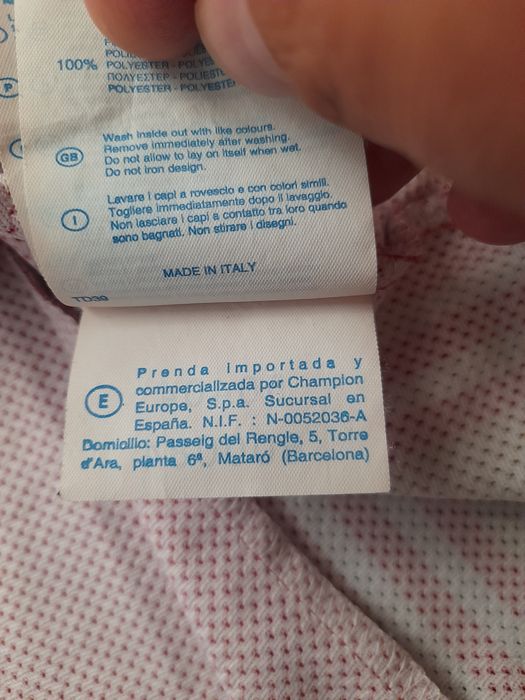 100% POLYESTER - POLYE
ПОЛУЕСТЕР - POLIEST
POLYESTER - POLYESTE
GB
Wash inside out with like colours.
Remove immediately after washing.
Do not allow to lay on itself when wet.
Do not iron design.
I
Lavare i capi a rovescio e con colori simili.
Togliere immediatamente dopo il lavaggio.
Non lasciare i capi a contatto tra loro quando
sono bagnati. Non stirare i disegni.
MADE IN ITALY
TD39
E
Prenda importada y
commercializada por Champion
Europe, S.p.a. Sucursal en
España. N.I.F. : N-0052036-A
Domicilio: Passeig del Rengle, 5, Torre
d'Ara, planta 6ª, Mataró (Barcelona)